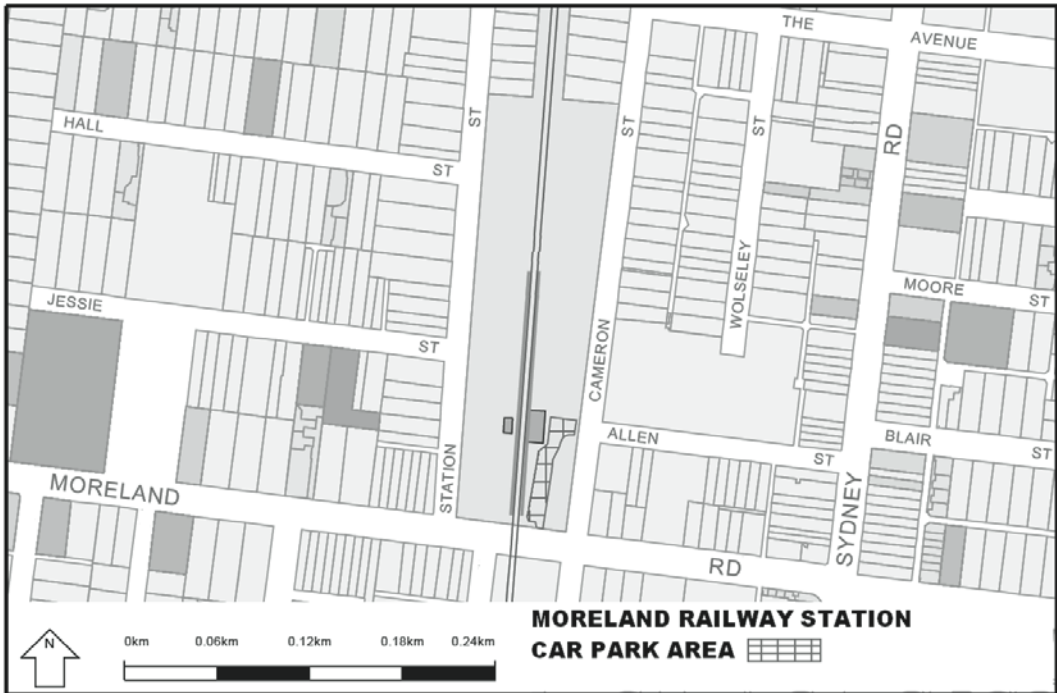 THE
AVENUE
HALL
ST
ST
ST
ST
RD
MOORE
ST
JESSIE
ST
WOLSELEY
CAMERON
ALLEN
ST
BLAIR
ST
STATION
SYDNEY
MORELAND
RD
N
0km 0.06km 0.12km 0.18km 0.24km
MORELAND RAILWAY STATION
CAR PARK AREA